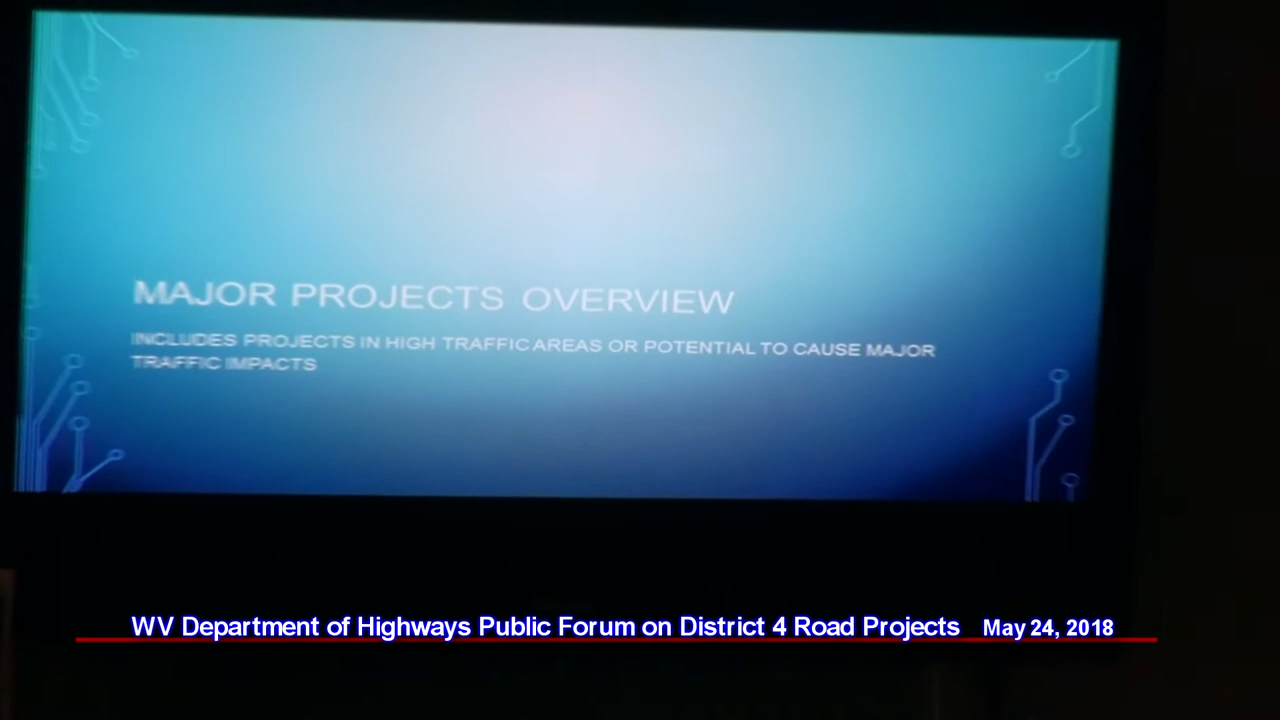 MAJOR PROJECTS OVERVIEW
INCLUDES PROJECTS IN HIGH TRAFFIC AREAS OR POTENTIAL TO CAUSE MAJOR
TRAFFIC IMPACTS
WV Department of Highways Public Forum on District 4 Road Projects May 24, 2018